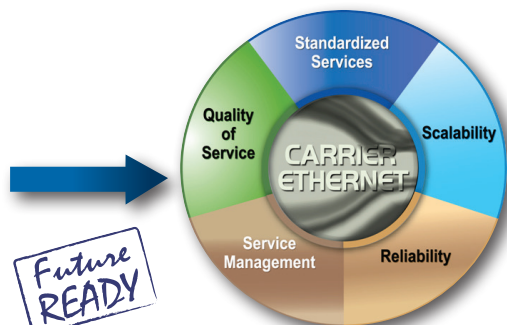 Standardized
Services
Quality
of
Service
Scalability
CARRIER
ETHERNET
Service
Management
Reliability
Future
READY